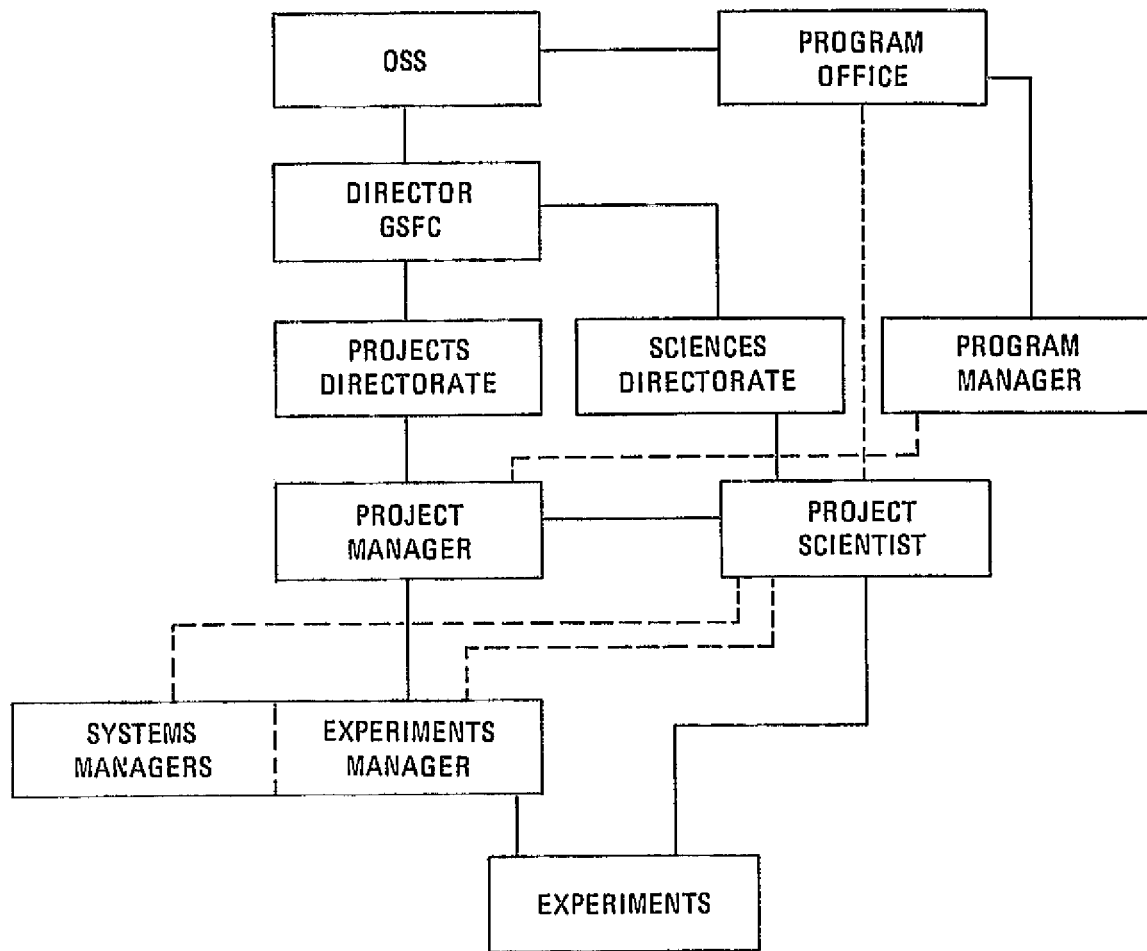 OSS
PROGRAM
OFFICE
DIRECTOR
GSFC
PROJECTS
DIRECTORATE
SCIENCES
DIRECTORATE
PROGRAM
MANAGER
PROJECT
MANAGER
PROJECT
SCIENTIST
SYSTEMS
MANAGERS
EXPERIMENTS
MANAGER
EXPERIMENTS